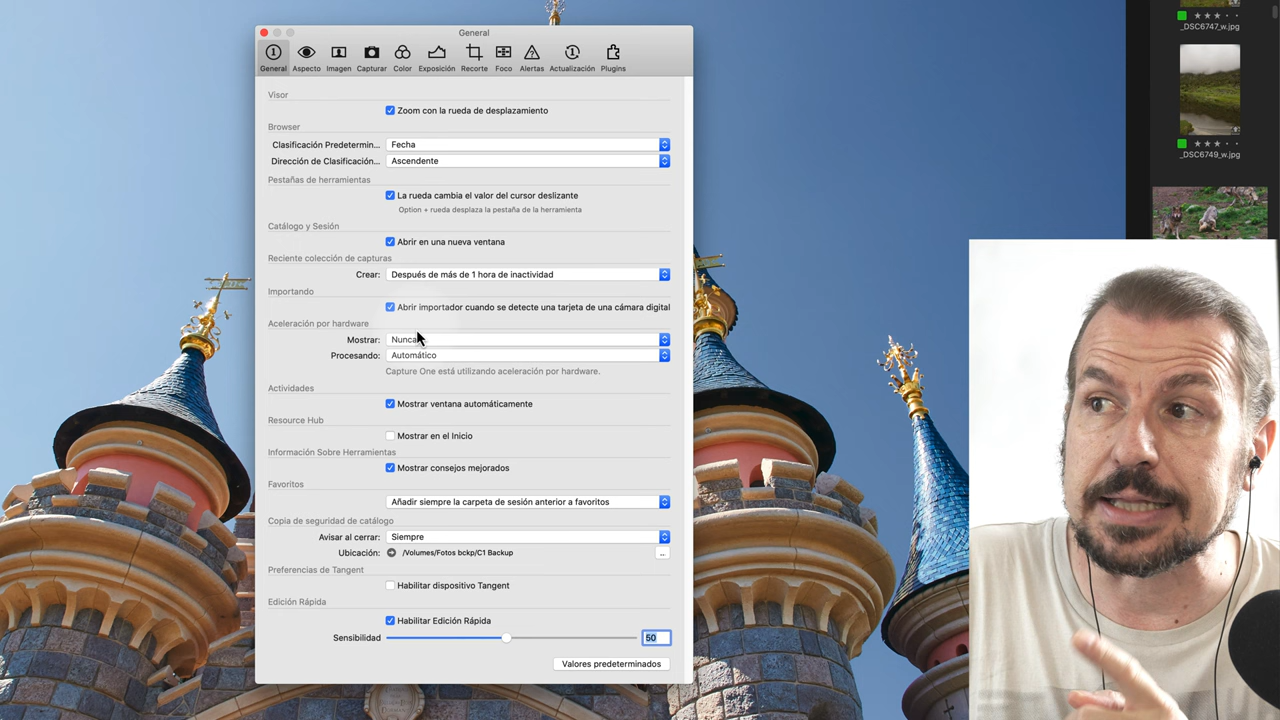 General
General Aspecto Imagen Capturar Color Exposición Recorte Foco Alertas Actualización Plugins
Visor
Zoom con la rueda de desplazamiento
Browser
Clasificación Predetermin... Fecha
Dirección de Clasificación... Ascendente
Pestañas de herramientas
La rueda cambia el valor del cursor deslizante
Option + rueda desplaza la pestaña de la herramienta
Catálogo y Sesión
Abrir en una nueva ventana
Reciente colección de capturas
Crear: Después de más de 1 hora de inactividad
Importando
Abrir importador cuando se detecte una tarjeta de una cámara digital
Aceleración por hardware
Mostrar: Nunca
Procesando: Automático
Capture One está utilizando aceleración por hardware.
Actividades
Mostrar ventana automáticamente
Resource Hub
Mostrar en el Inicio
Información Sobre Herramientas
Mostrar consejos mejorados
Favoritos
Añadir siempre la carpeta de sesión anterior a favoritos
Copia de seguridad de catálogo
Avisar al cerrar: Siempre
Ubicación: /Volumes/Fotos bckp/C1 Backup ..
Preferencias de Tangent
Habilitar dispositivo Tangent
Edición Rápida
Habilitar Edición Rápida
Sensibilidad 50
Valores predeterminados
_DSC6747_w.jpg
_DSC6749_w.jpg